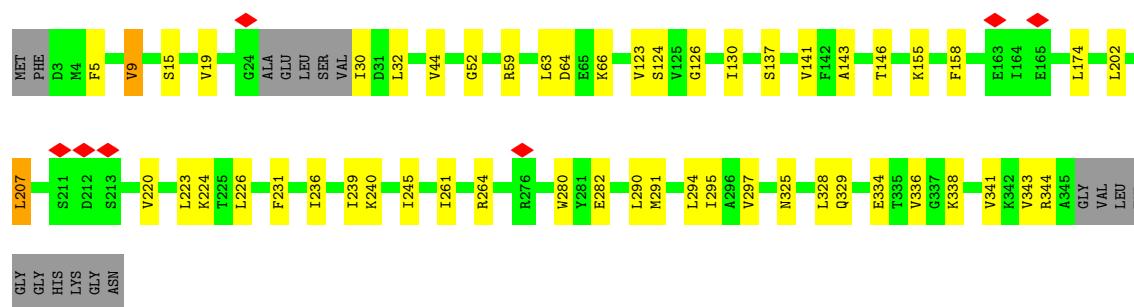 MET PHE D3 M4 F5 V9 S15 V19 G24 ALA GLU LEU SER VAL I30 D31 L32 V44 G52 R59 L63 D64 E65 K66 V123 S124 V125 G126 I130 S137 V141 F142 A143 T146 K155 F158 E163 I164 E165 L174 L202
L207 S211 D212 S213 V220 L223 K224 T225 L226 F231 I236 I239 K240 I245 I261 R264 R276 W280 Y281 E282 L290 M291 L294 I295 A296 V297 N325 L328 Q329 E334 T335 V336 G337 K338 V341 K342 V343 R344 A345 GLY VAL LEU
GLY GLY HIS LYS GLY ASN